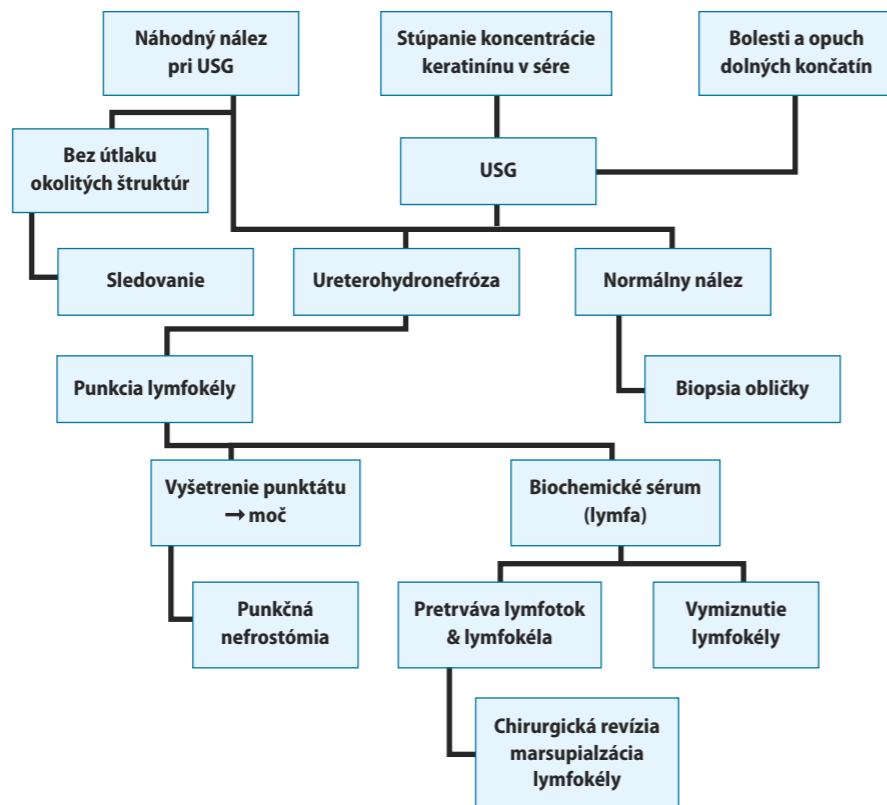 Náhodný nález
pri USG
Stúpanie koncentrácie
keratinínu v sére
Bolesti a opuch
dolných končatín
Bez útlaku
okolitých štruktúr
USG
Sledovanie
Ureterohydronefróza
Normálny nález
Punkcia lymfokély
Biopsia obličky
Vyšetrenie punktátu
→ moč
Biochemické sérum
(lymfa)
Punkčná
nefrostómia
Pretrváva lymfotok
& lymfokéla
Vymiznutie
lymfokély
Chirurgická revízia
marsupialzácia
lymfokély